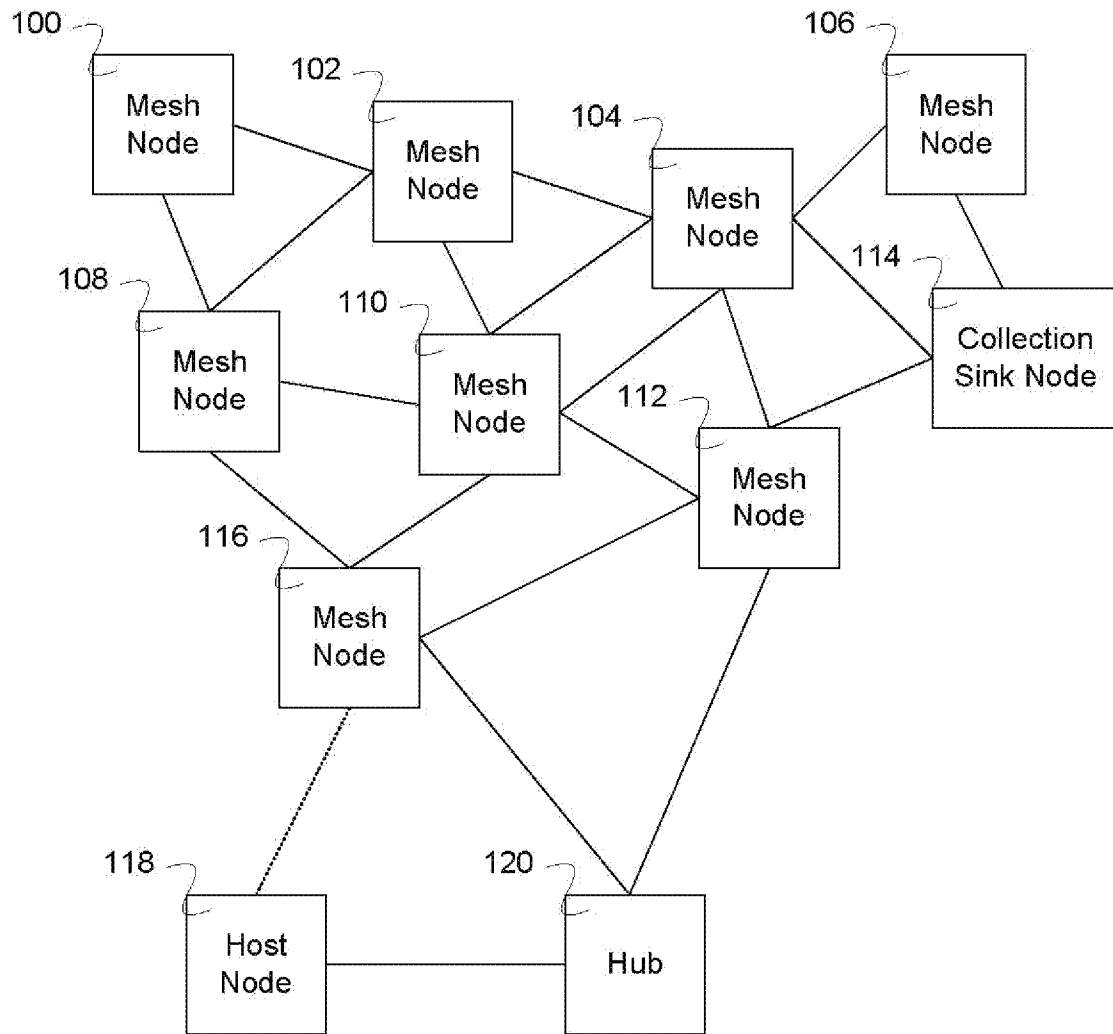 100
106
102
Mesh
Node
Mesh
Node
104
Mesh
Node
Mesh
Node
108
110
114
Mesh
Node
Mesh
Node
112
Collection
Sink Node
Mesh
Node
116
Mesh
Node
118
120
Host
Node
Hub